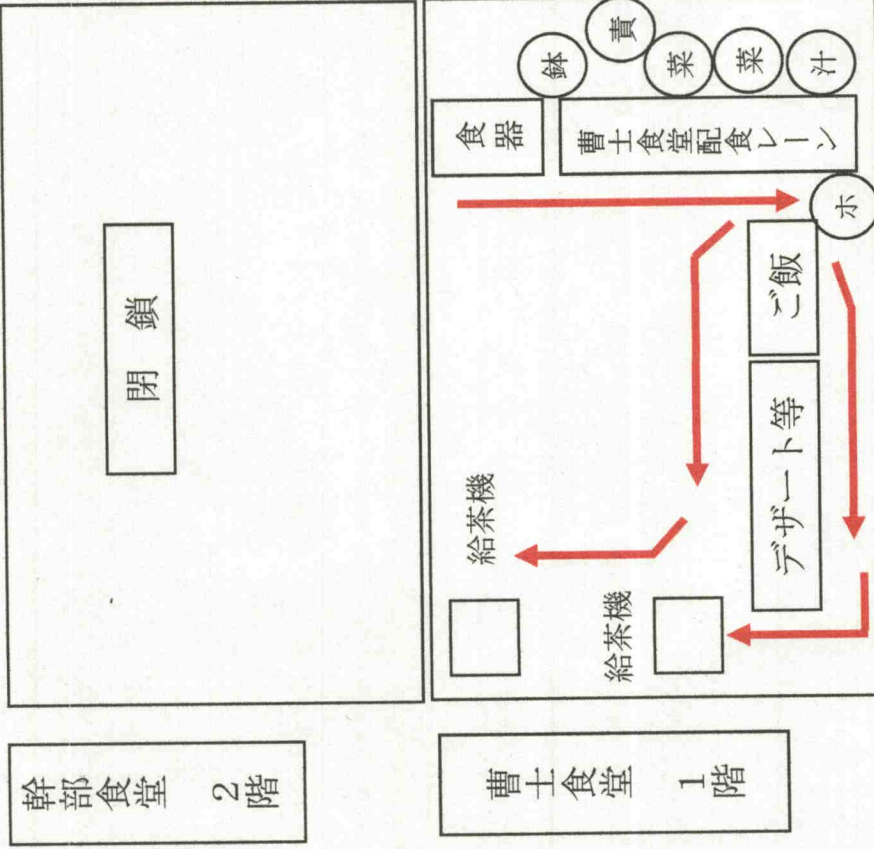 幹部食堂　２階
閉　鎖
曹士食堂　１階
食器
鉢
責
菜
菜
汁
曹士食堂配食レーン
ホ
ご飯
デザート等
給茶機
給茶機